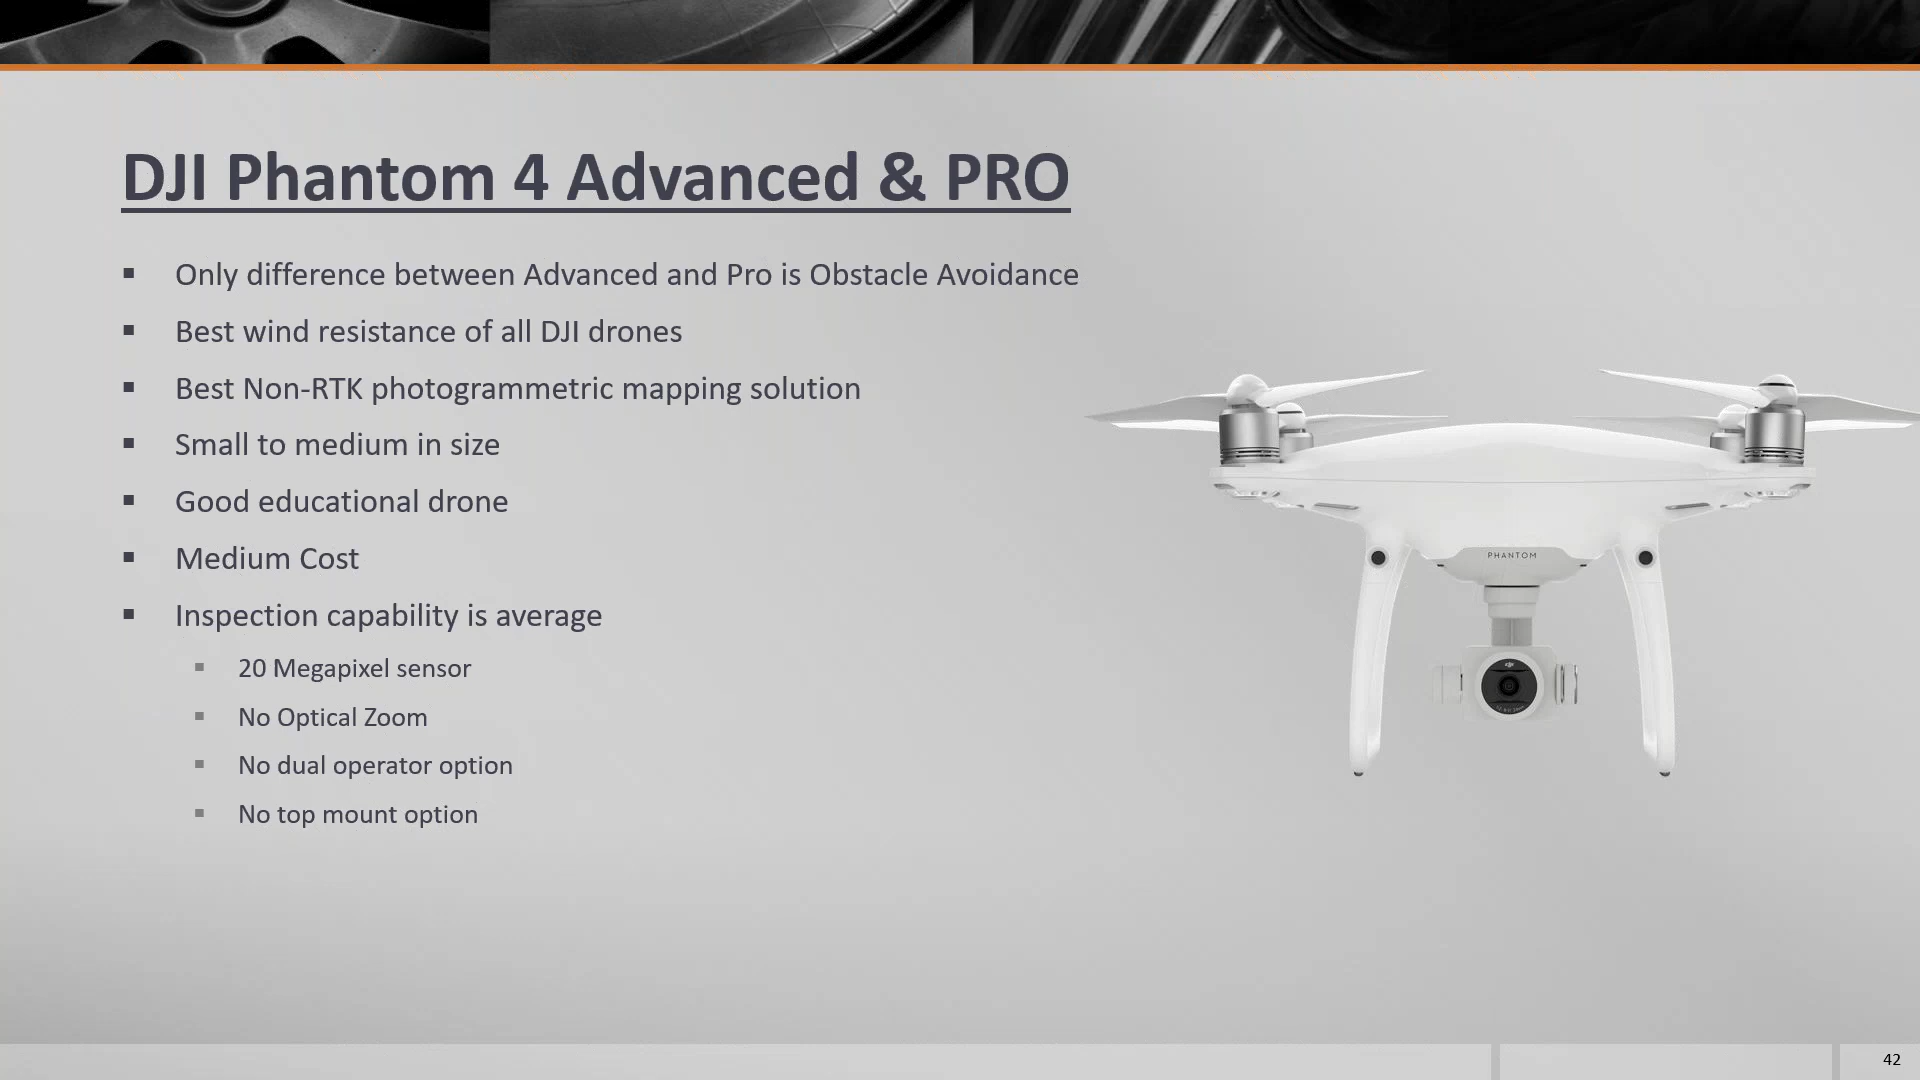 DJI Phantom 4 Advanced & PRO
▪ Only difference between Advanced and Pro is Obstacle Avoidance
▪ Best wind resistance of all DJI drones
▪ Best Non-RTK photogrammetric mapping solution
▪ Small to medium in size
▪ Good educational drone
▪ Medium Cost
▪ Inspection capability is average
▪ 20 Megapixel sensor
▪ No Optical Zoom
▪ No dual operator option
▪ No top mount option
PHANTOM
dji
42